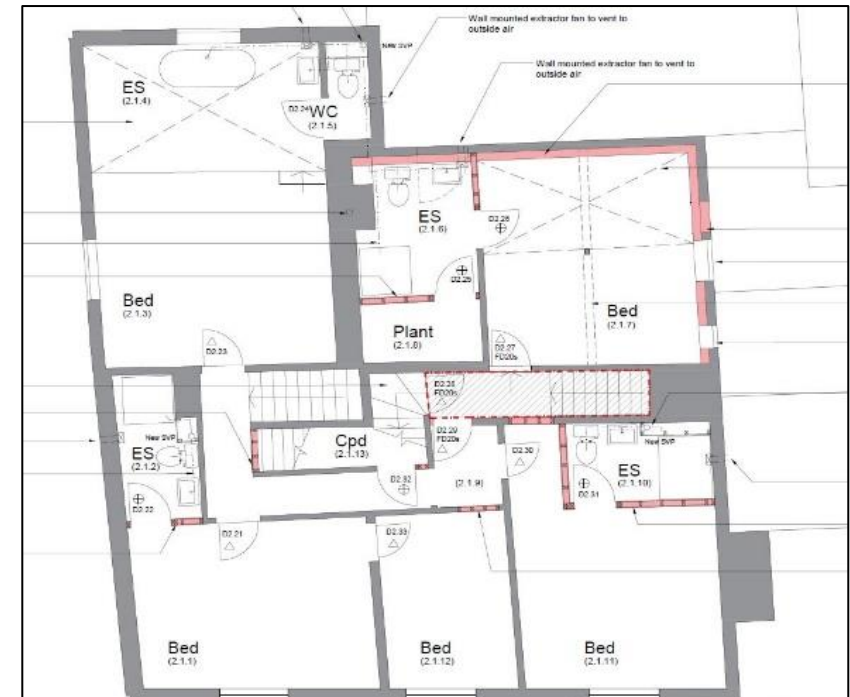 Wall mounted extractor fan to vent to
outside air
New SVP
Wall mounted extractor fan to vent to
outside air
ES
(2.1.4)
D2.24
WC
(2.1.5)
ES
(2.1.6)
D2.26
D2.25
Bed
(2.1.3)
Bed
(2.1.7)
Plant
(2.1.8)
D2.23
D2.27
FD20s
D2.28
FD20s
New SVP
Cpd
(2.1.13)
D2.29
FD20s
ES
(2.1.2)
D2.32
(2.1.9)
D2.30
New SVP
ES
(2.1.10)
D2.31
D2.22
D2.21
D2.33
Bed
(2.1.1)
Bed
(2.1.12)
Bed
(2.1.11)